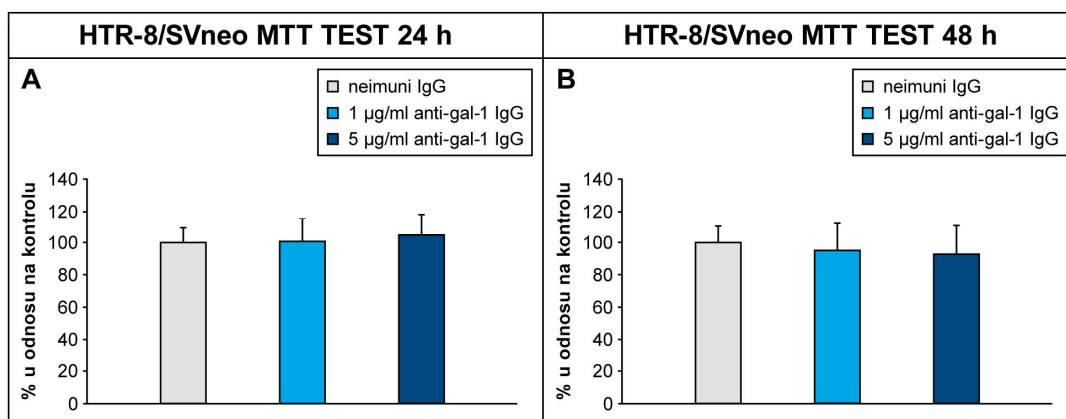 HTR-8/SVneo MTT TEST 24 h
A
neimuni IgG
1 µg/ml anti-gal-1 IgG
5 µg/ml anti-gal-1 IgG
% u odnosu na kontrolu
140
120
100
80
60
40
20
0
HTR-8/SVneo MTT TEST 48 h
B
neimuni IgG
1 µg/ml anti-gal-1 IgG
5 µg/ml anti-gal-1 IgG
% u odnosu na kontrolu
140
120
100
80
60
40
20
0